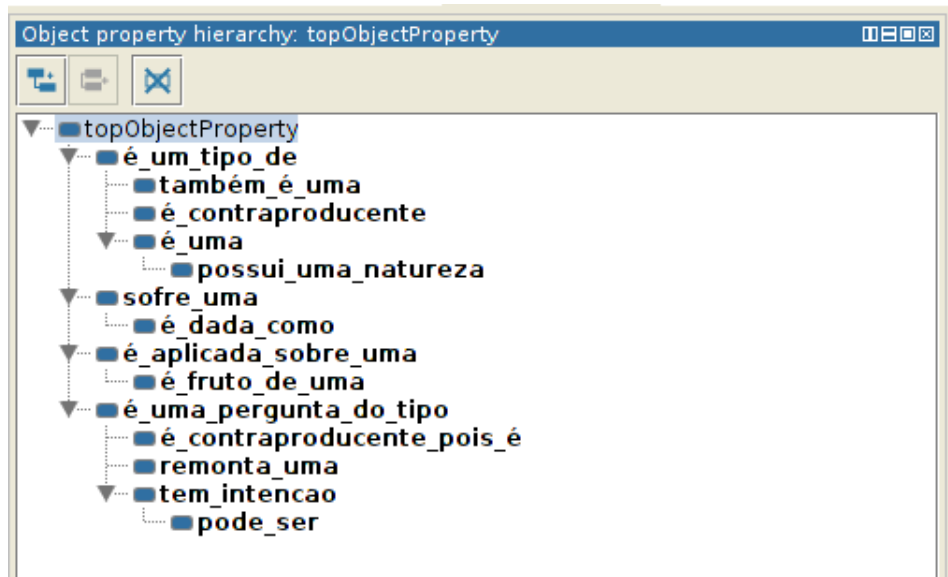 Object property hierarchy: topObjectProperty
topObjectProperty
é_um_tipo_de
também_é_uma
é_contraproducente
é_uma
possui_uma_natureza
sofre_uma
é_dada_como
é_aplicada_sobre_uma
é_fruto_de_uma
é_uma_pergunta_do_tipo
é_contraproducente_pois_é
remonta_uma
tem_intencao
pode_ser